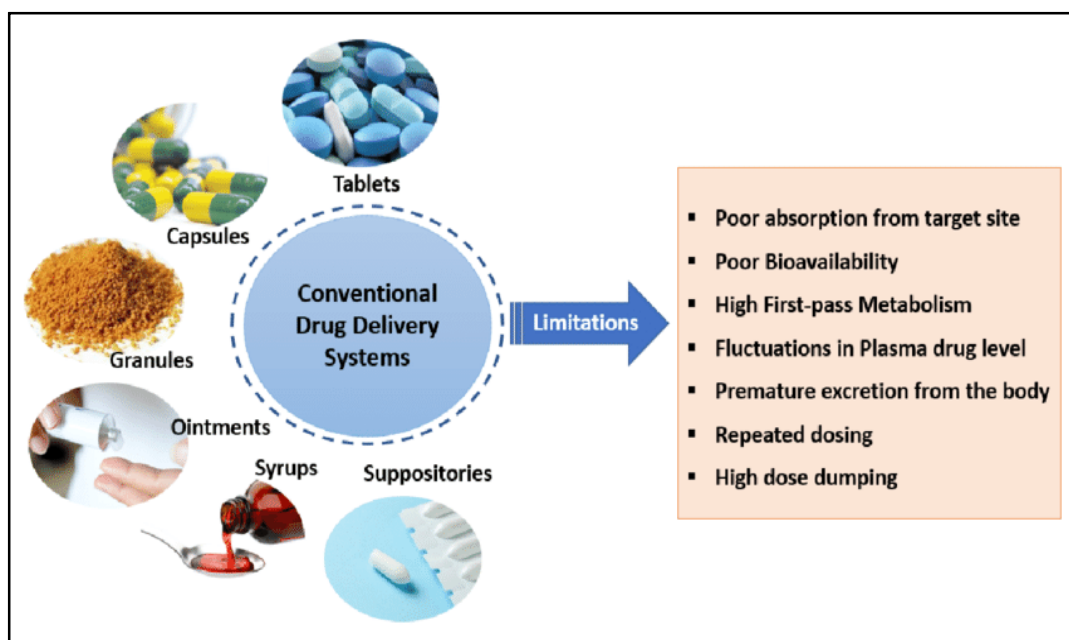 Tablets
Capsules
Granules
Ointments
Syrups
Suppositories
Conventional
Drug Delivery
Systems
Limitations
▪ Poor absorption from target site
▪ Poor Bioavailability
▪ High First-pass Metabolism
▪ Fluctuations in Plasma drug level
▪ Premature excretion from the body
▪ Repeated dosing
▪ High dose dumping